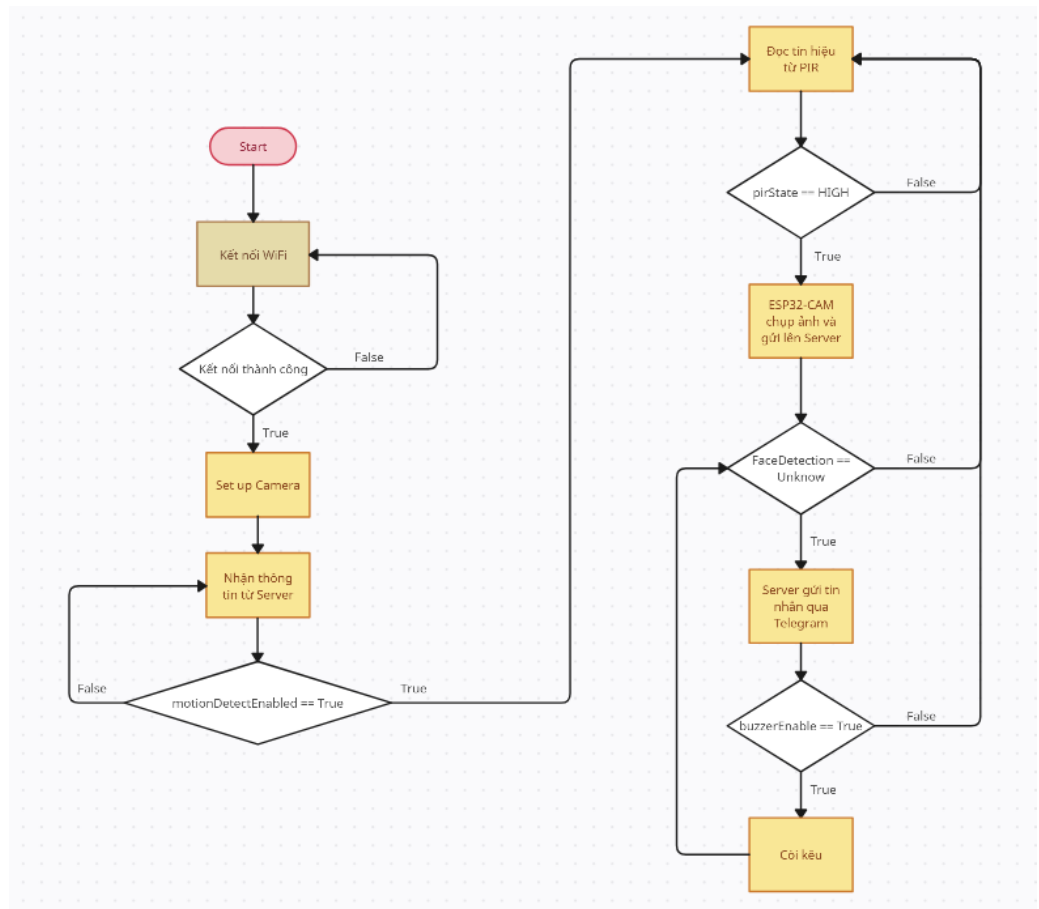 Start
Kết nối WiFi
Kết nối thành công
False
True
Set up Camera
Nhận thông
tin từ Server
False
motionDetectEnabled == True
True
Đọc tín hiệu
từ PIR
pirState == HIGH
False
True
ESP32-CAM
chụp ảnh và
gửi lên Server
FaceDetection ==
Unknow
False
True
Server gửi tin
nhắn qua
Telegram
buzzerEnable == True
False
True
Còi kêu